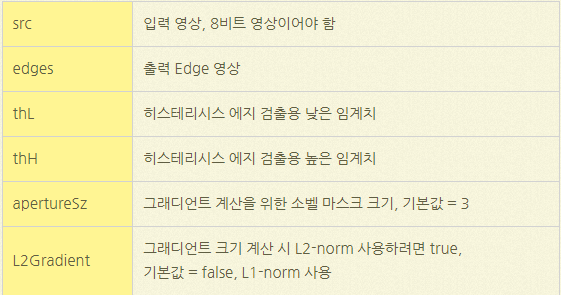 src 입력 영상, 8비트 영상이어야 함
edges 출력 Edge 영상
thL 히스테리시스 에지 검출용 낮은 임계치
thH 히스테리시스 에지 검출용 높은 임계치
apertureSz 그래디언트 계산을 위한 소벨 마스크 크기, 기본값 = 3
L2Gradient 그래디언트 크기 계산 시 L2-norm 사용하려면 true,
기본값 = false, L1-norm 사용